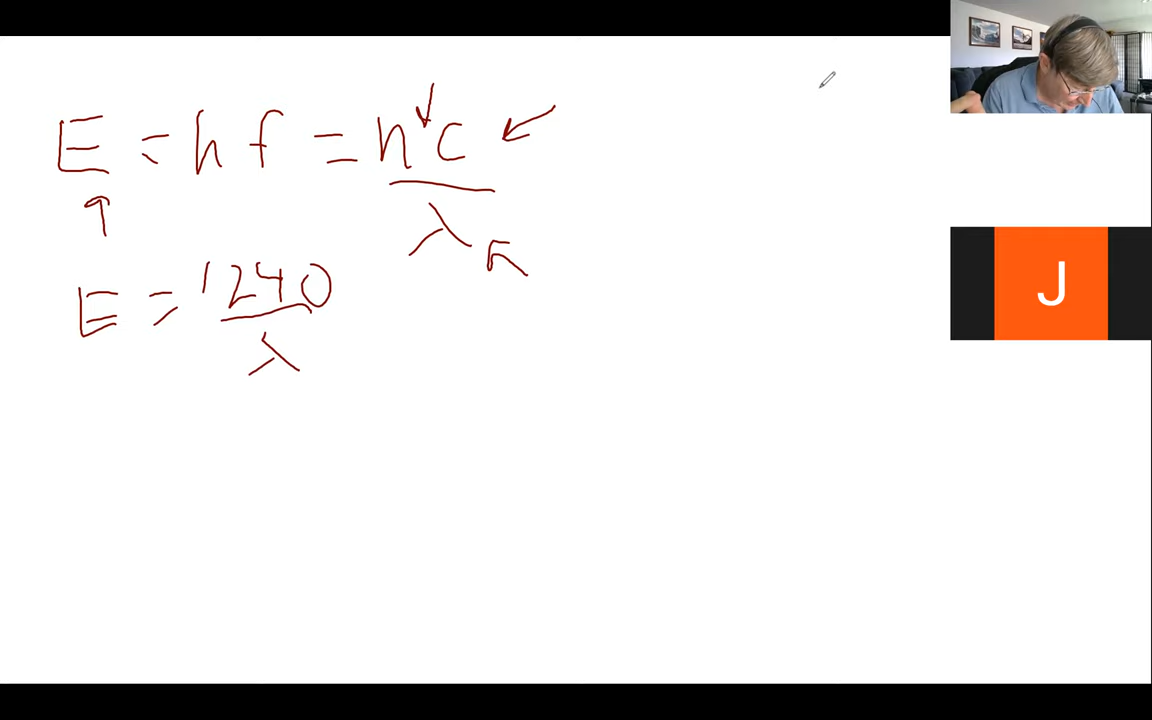 E = hf = hc / λ
E = 1240 / λ
J